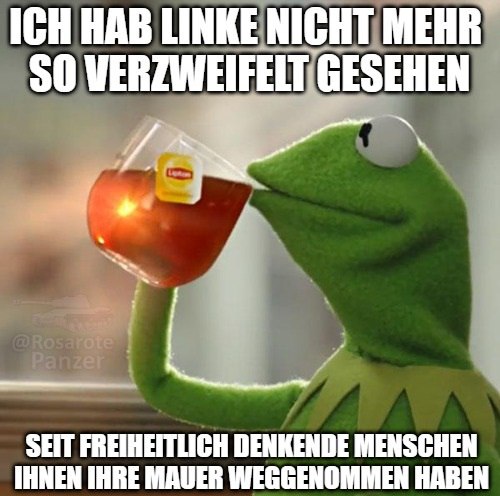 ICH HAB LINKE NICHT MEHR
SO VERZWEIFELT GESEHEN
Lipton
@Rosarote
Panzer
SEIT FREIHEITLICH DENKENDE MENSCHEN
IHNEN IHRE MAUER WEGGENOMMEN HABEN